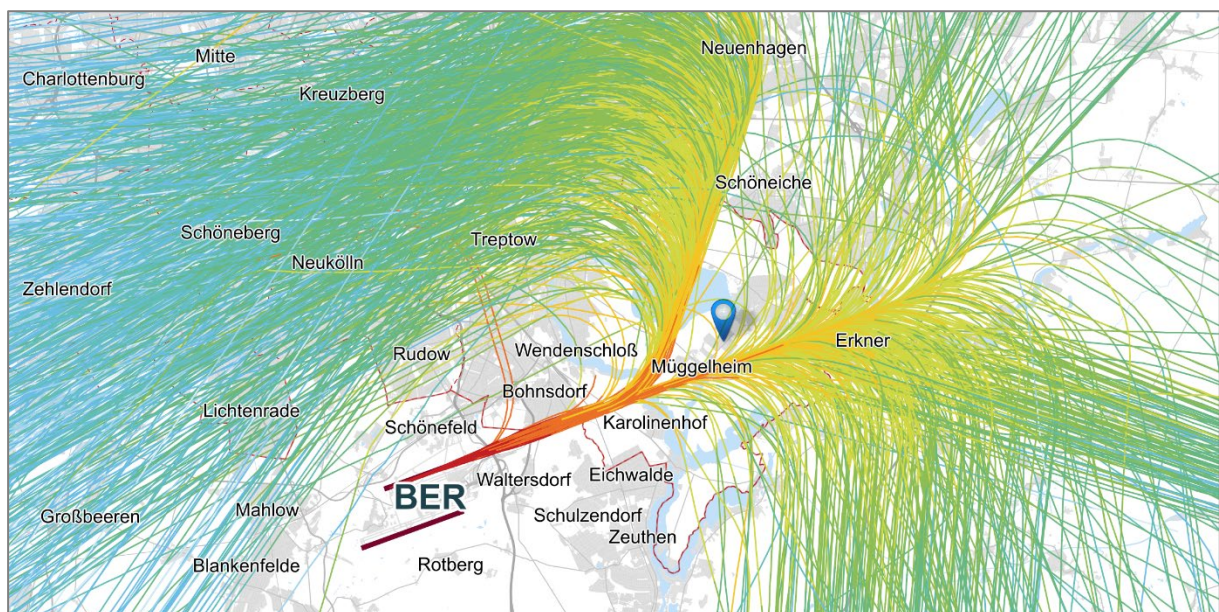 Neuenhagen
Mitte
Charlottenburg
Kreuzberg
Schöneiche
Schöneberg
Treptow
Neukölln
Zehlendorf
Erkner
Wendenschloß
Rudow
Müggelheim
Bohnsdorf
Lichtenrade
Karolinenhof
Schönefeld
Eichwalde
Waltersdorf
BER
Mahlow
Großbeeren
Schulzendorf
Zeuthen
Blankenfelde
Rotberg